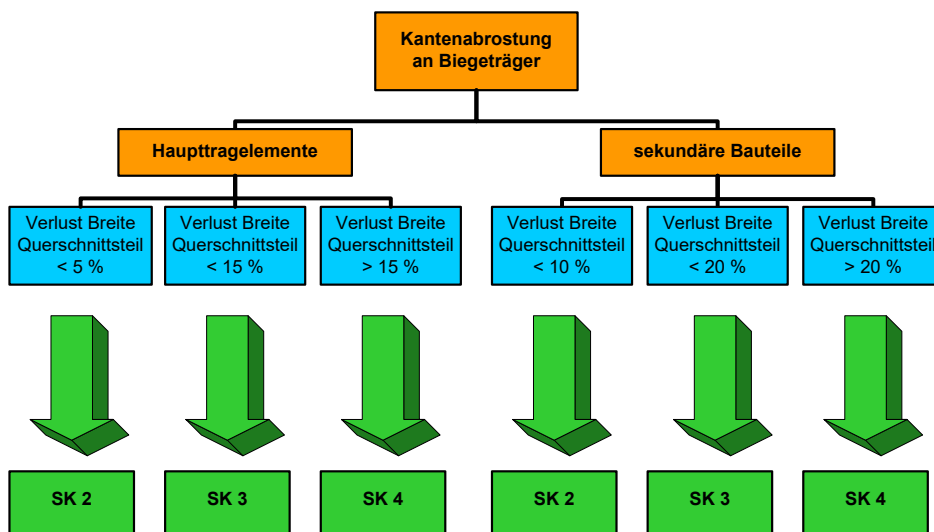 Kantenabrostung
an Biegeträger
Haupttragelemente
sekundäre Bauteile
Verlust Breite
Querschnittsteil
< 5 %
Verlust Breite
Querschnittsteil
< 15 %
Verlust Breite
Querschnittsteil
> 15 %
Verlust Breite
Querschnittsteil
< 10 %
Verlust Breite
Querschnittsteil
< 20 %
Verlust Breite
Querschnittsteil
> 20 %
SK 2
SK 3
SK 4
SK 2
SK 3
SK 4